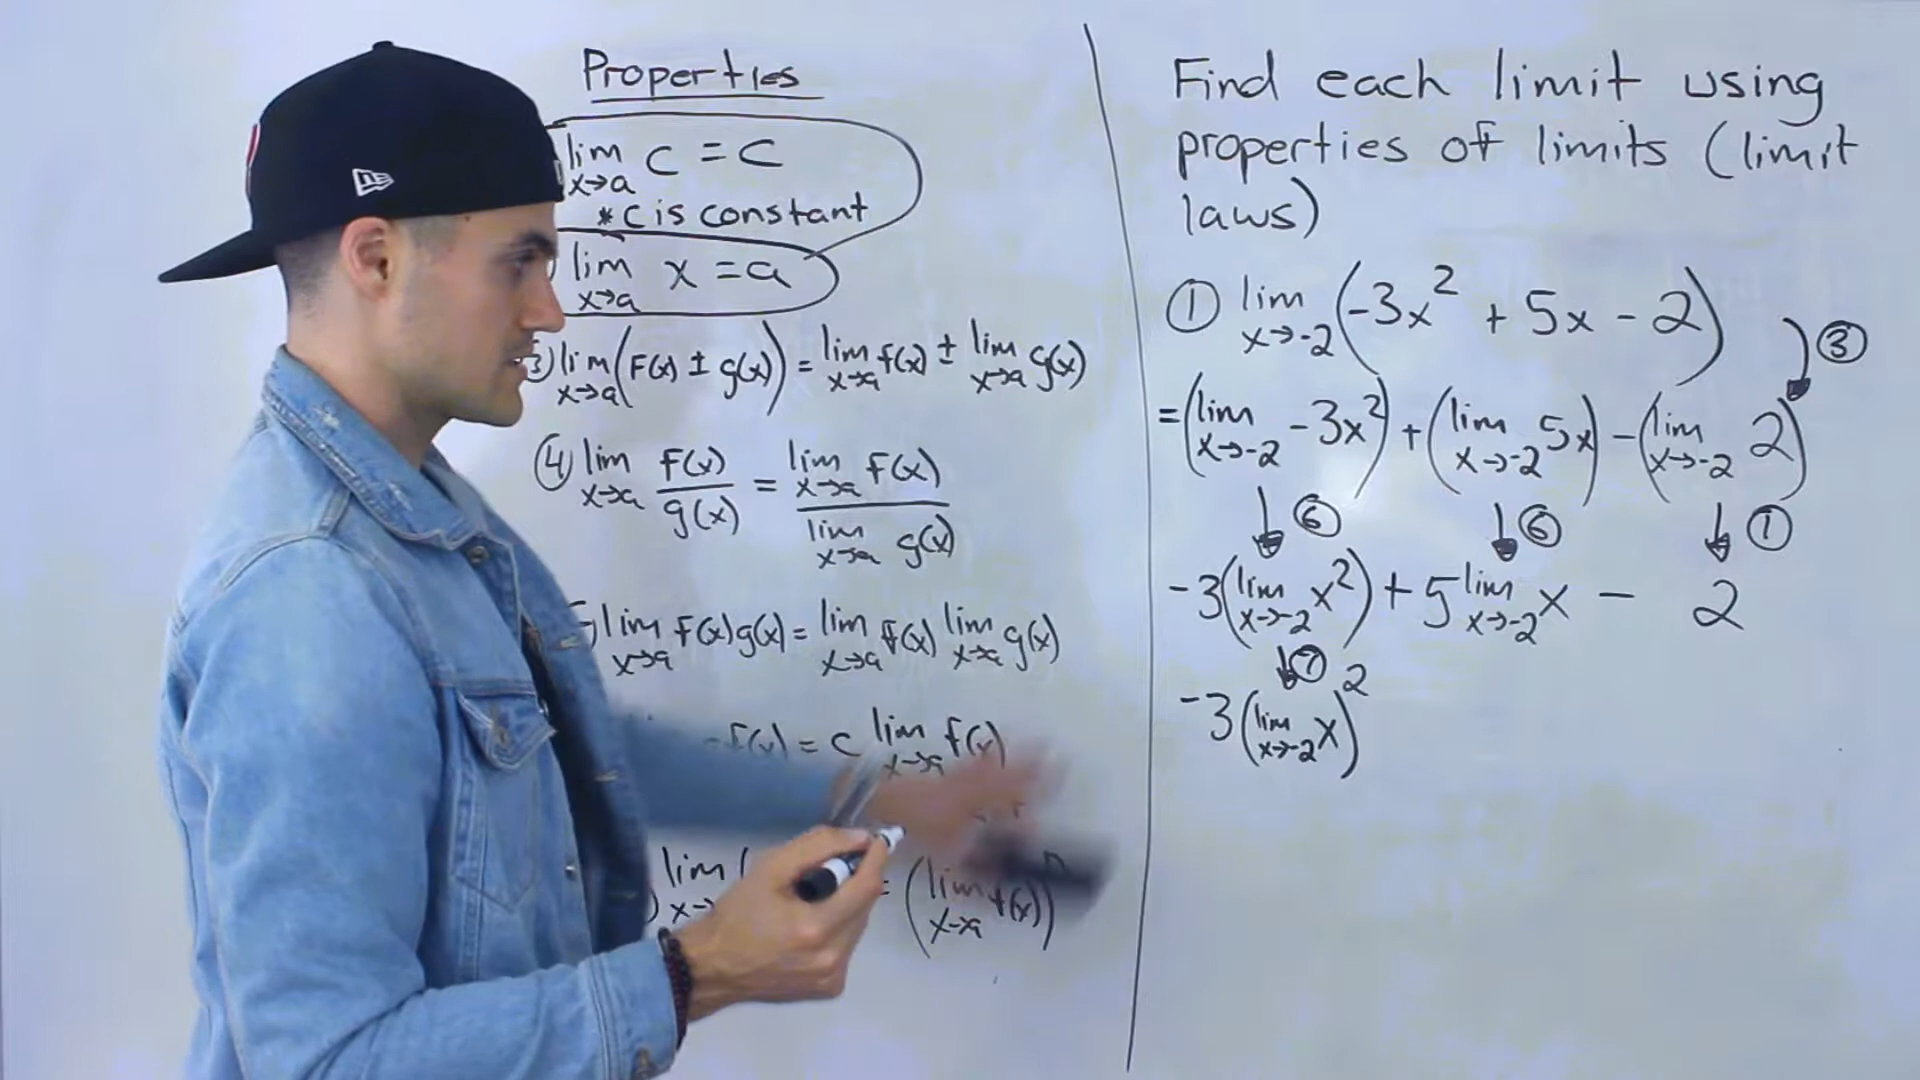 Properties
lim x→a c = c
*c is constant
lim x→a x = a
3) lim x→a (f(x) ± g(x)) = lim x→a f(x) ± lim x→a g(x)
④ lim x→a f(x)/g(x) = lim x→a f(x) / lim x→a g(x)
lim x→a f(x)g(x) = lim x→a f(x) lim x→a g(x)
f(x) = c lim x→a f(x)
lim x→ ( = (lim x→a f(x))
Find each limit using
properties of limits (limit
laws)
① lim x→-2 (-3x² + 5x - 2)
③
= (lim x→-2 -3x²) + (lim x→-2 5x) - (lim x→-2 2)
↓ ⑥ ↓ ⑥ ↓ ①
-3(lim x→-2 x²) + 5 lim x→-2 x - 2
↓ ⑦
-3(lim x→-2 x)²